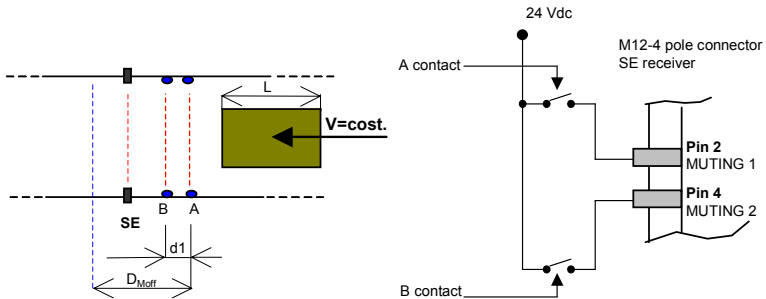 24 Vdc
M12-4 pole connector
SE receiver
A contact
L
V=cost.
Pin 2
MUTING 1
Pin 4
MUTING 2
B
A
SE
d1
DMoff
B contact